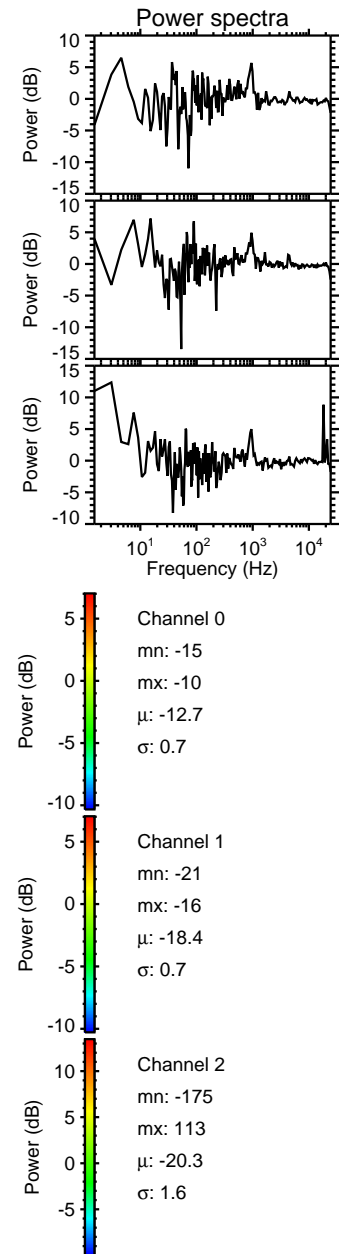 Power spectra
10
5
0
-5
-10
-15
Power (dB)
10
5
0
-5
-10
-15
Power (dB)
15
10
5
0
-5
-10
Power (dB)
10¹ 10² 10³ 10⁴
Frequency (Hz)
5
0
-5
-10
Power (dB)
Channel 0
mn: -15
mx: -10
μ: -12.7
σ: 0.7
5
0
-5
-10
Power (dB)
Channel 1
mn: -21
mx: -16
μ: -18.4
σ: 0.7
10
5
0
-5
Power (dB)
Channel 2
mn: -175
mx: 113
μ: -20.3
σ: 1.6